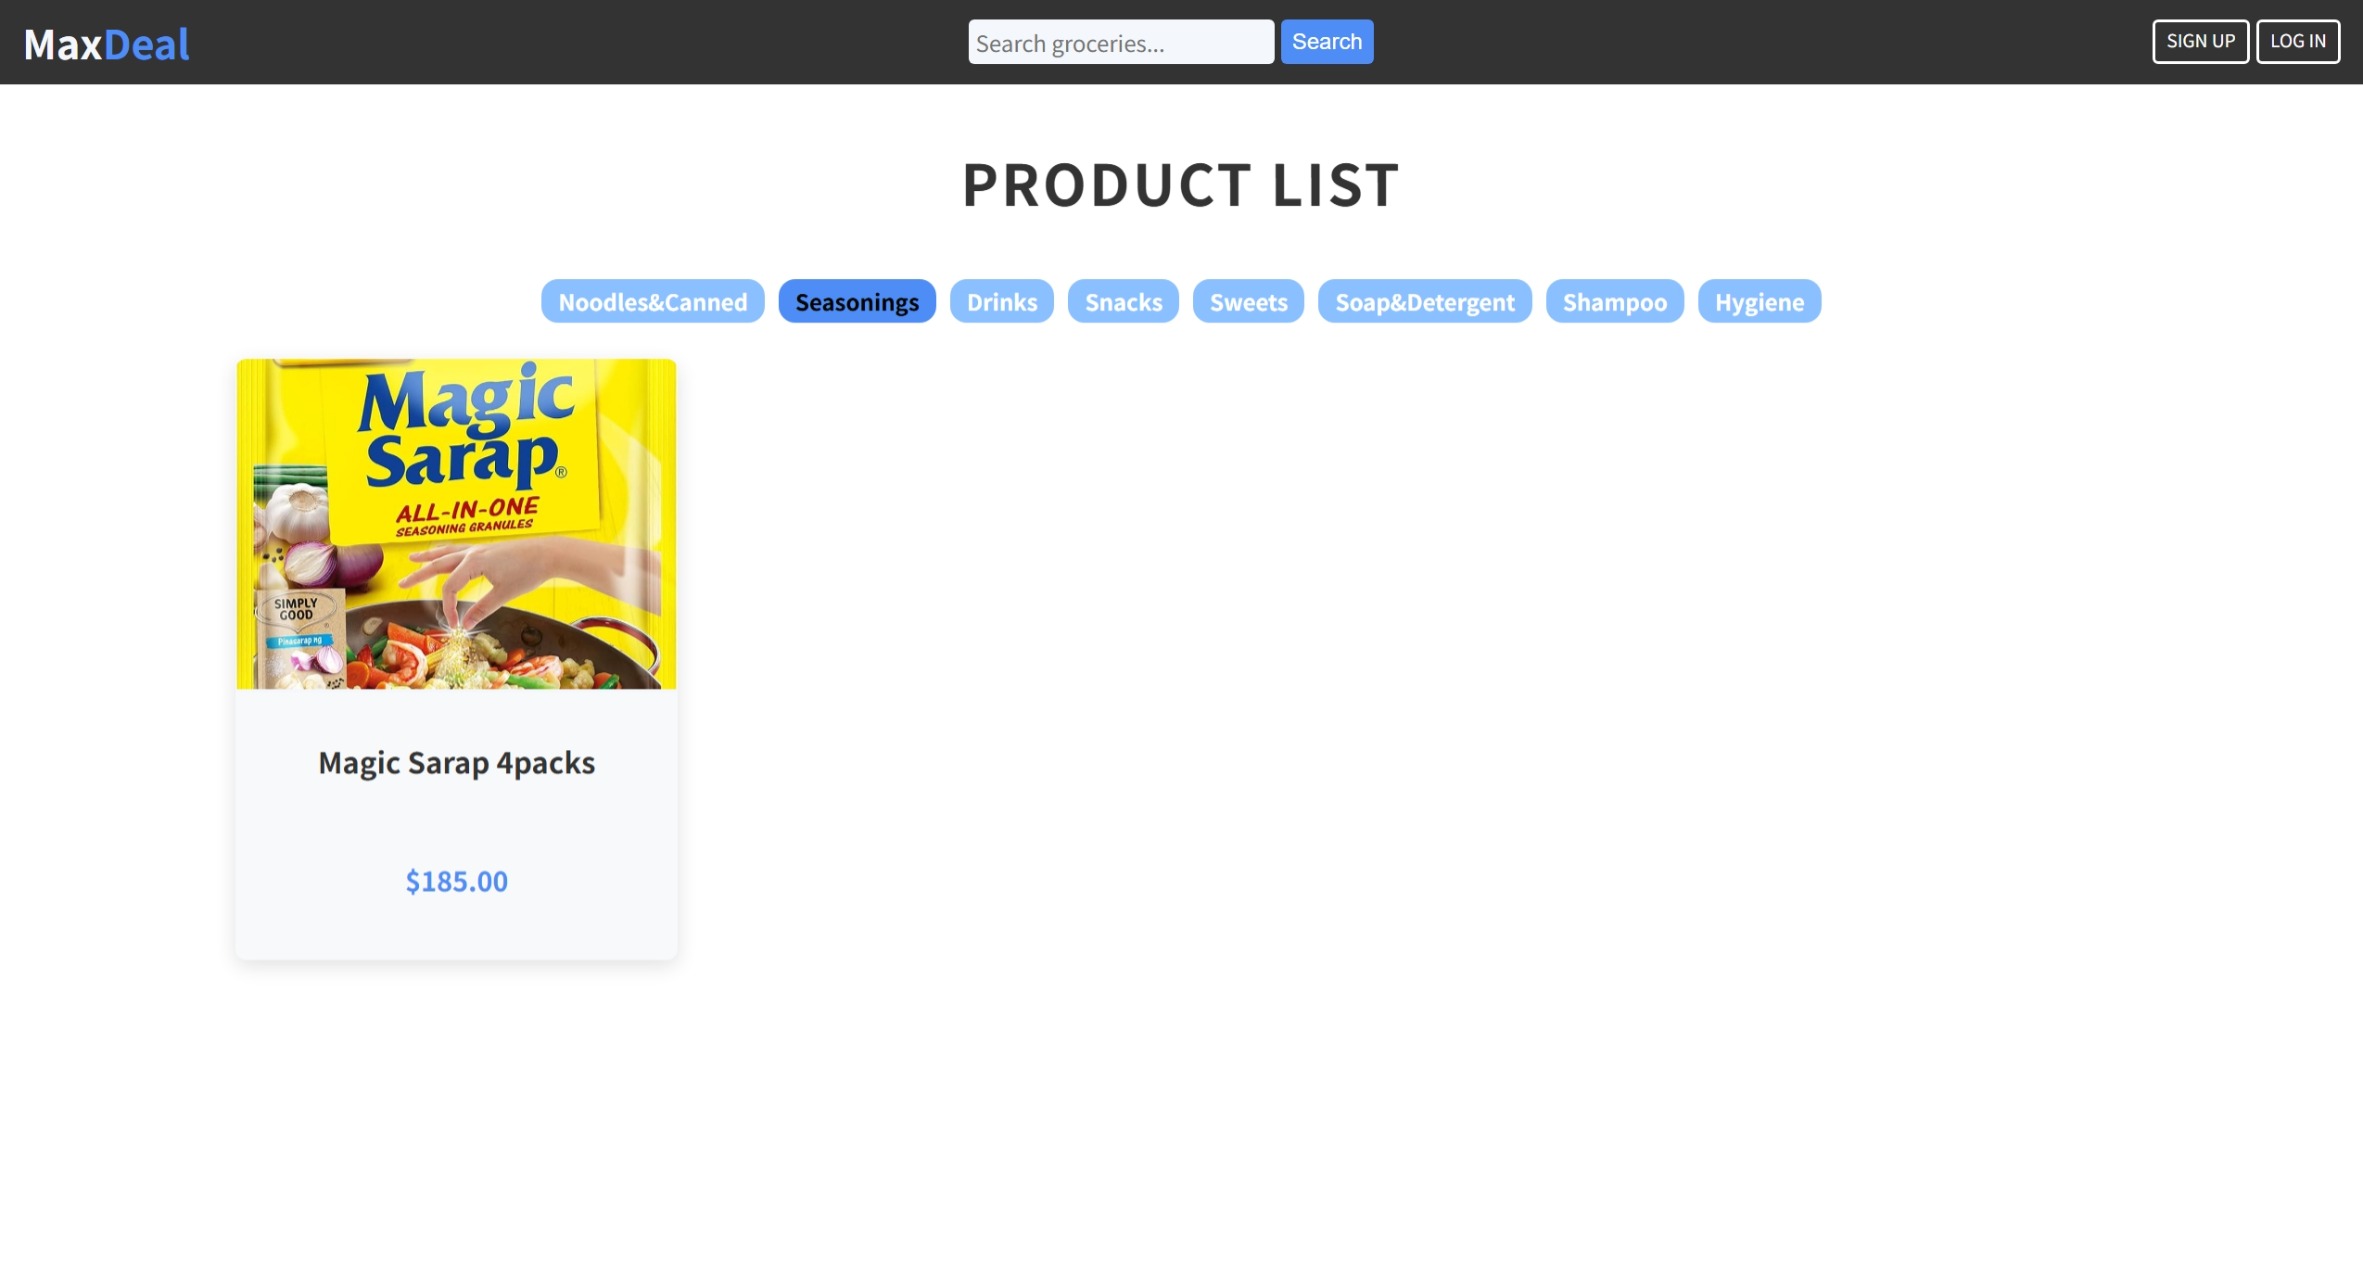 MaxDeal
Search groceries...
Search
SIGN UP
LOG IN
PRODUCT LIST
Noodles&Canned
Seasonings
Drinks
Snacks
Sweets
Soap&Detergent
Shampoo
Hygiene
Magic
Sarap®
ALL-IN-ONE
SEASONING GRANULES
SIMPLY
GOOD
Pinasarap ng
Magic Sarap 4packs
$185.00